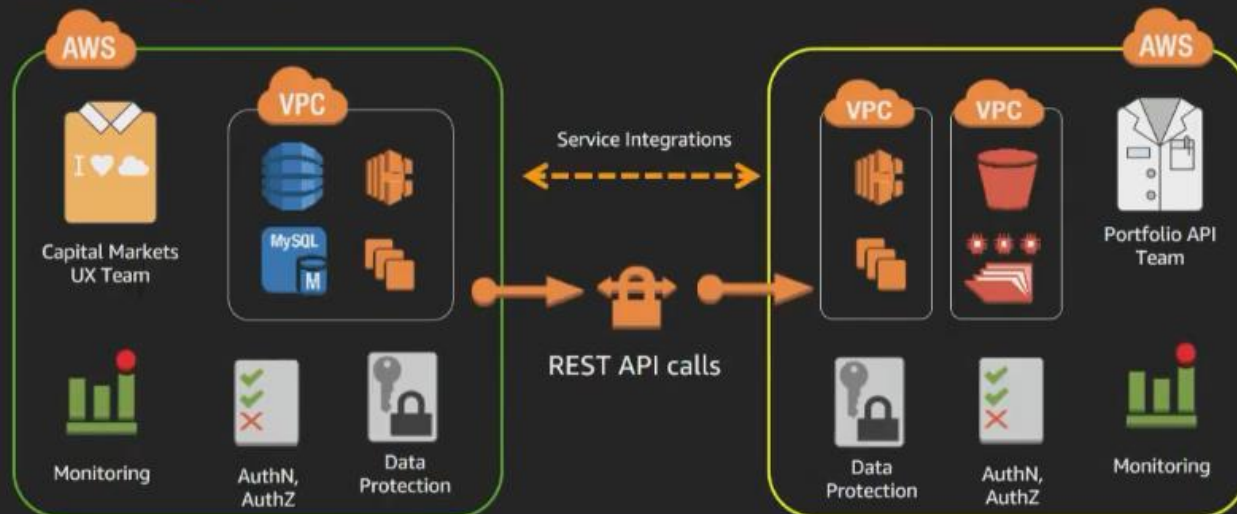 AWS
AWS
VPC
VPC
VPC
I
MySQL
M
Service Integrations
Capital Markets
UX Team
Portfolio API
Team
REST API calls
Monitoring
AuthN,
AuthZ
Data
Protection
Data
Protection
AuthN,
AuthZ
Monitoring